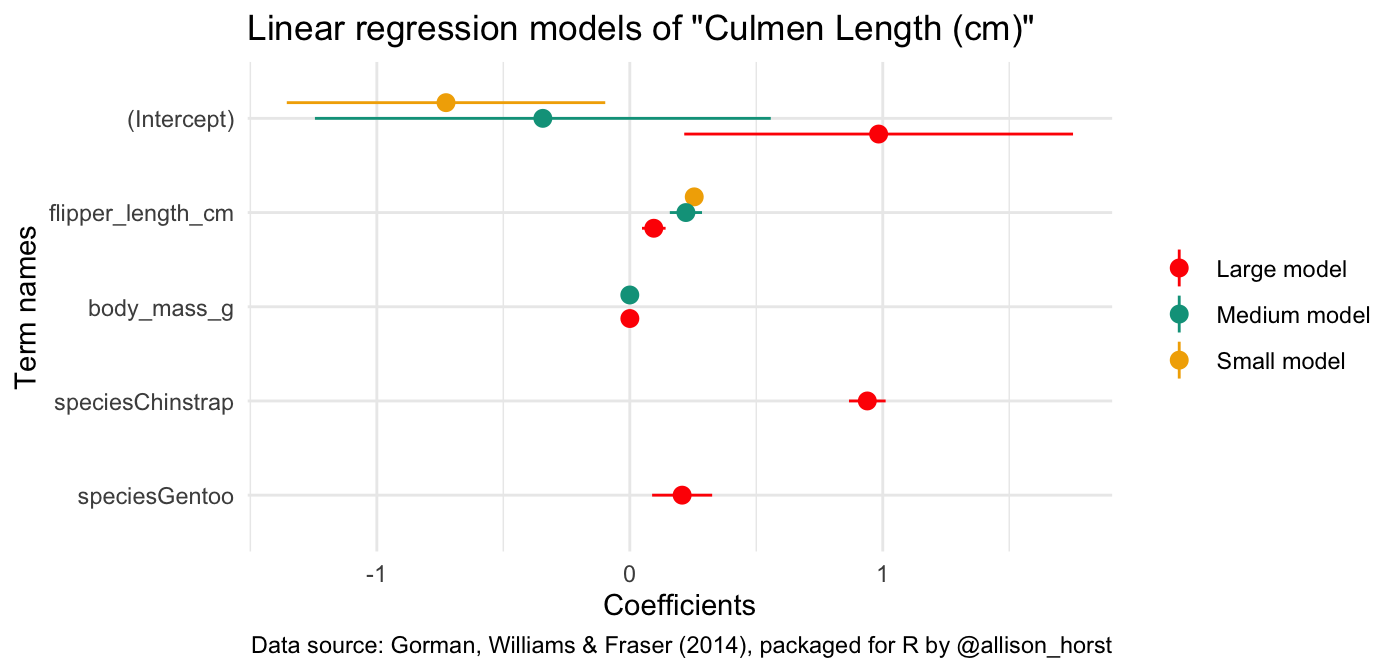 Linear regression models of "Culmen Length (cm)"
Term names
(Intercept)
flipper_length_cm
body_mass_g
speciesChinstrap
speciesGentoo
-1 0 1
Coefficients
Large model
Medium model
Small model
Data source: Gorman, Williams & Fraser (2014), packaged for R by @allison_horst